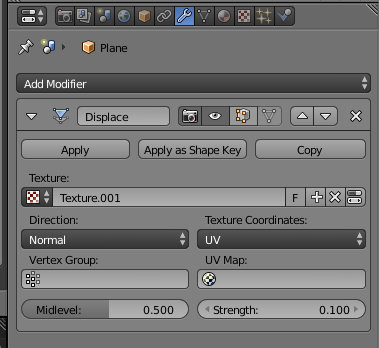 Plane
Add Modifier
Displace
Apply Apply as Shape Key Copy
Texture:
Texture.001 F
Direction: Texture Coordinates:
Normal UV
Vertex Group: UV Map:
Midlevel: 0.500 Strength: 0.100